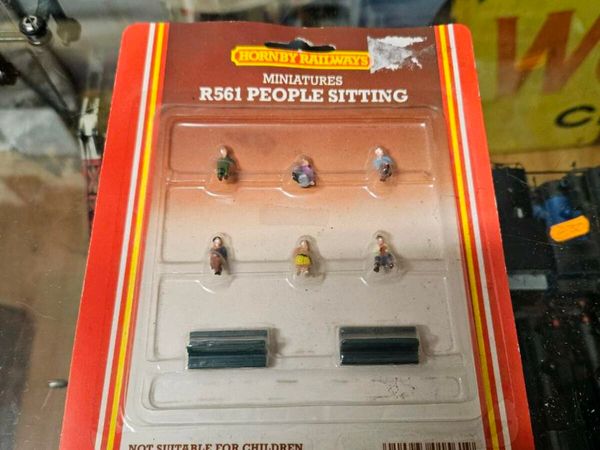 HORNBY RAILWAYS
MINIATURES
R561 PEOPLE SITTING
NOT SUITABLE FOR CHILDREN